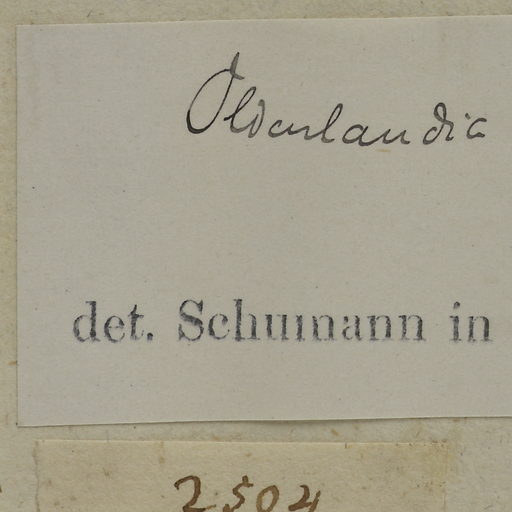 Oldenlandia
det. Schumann in
2504